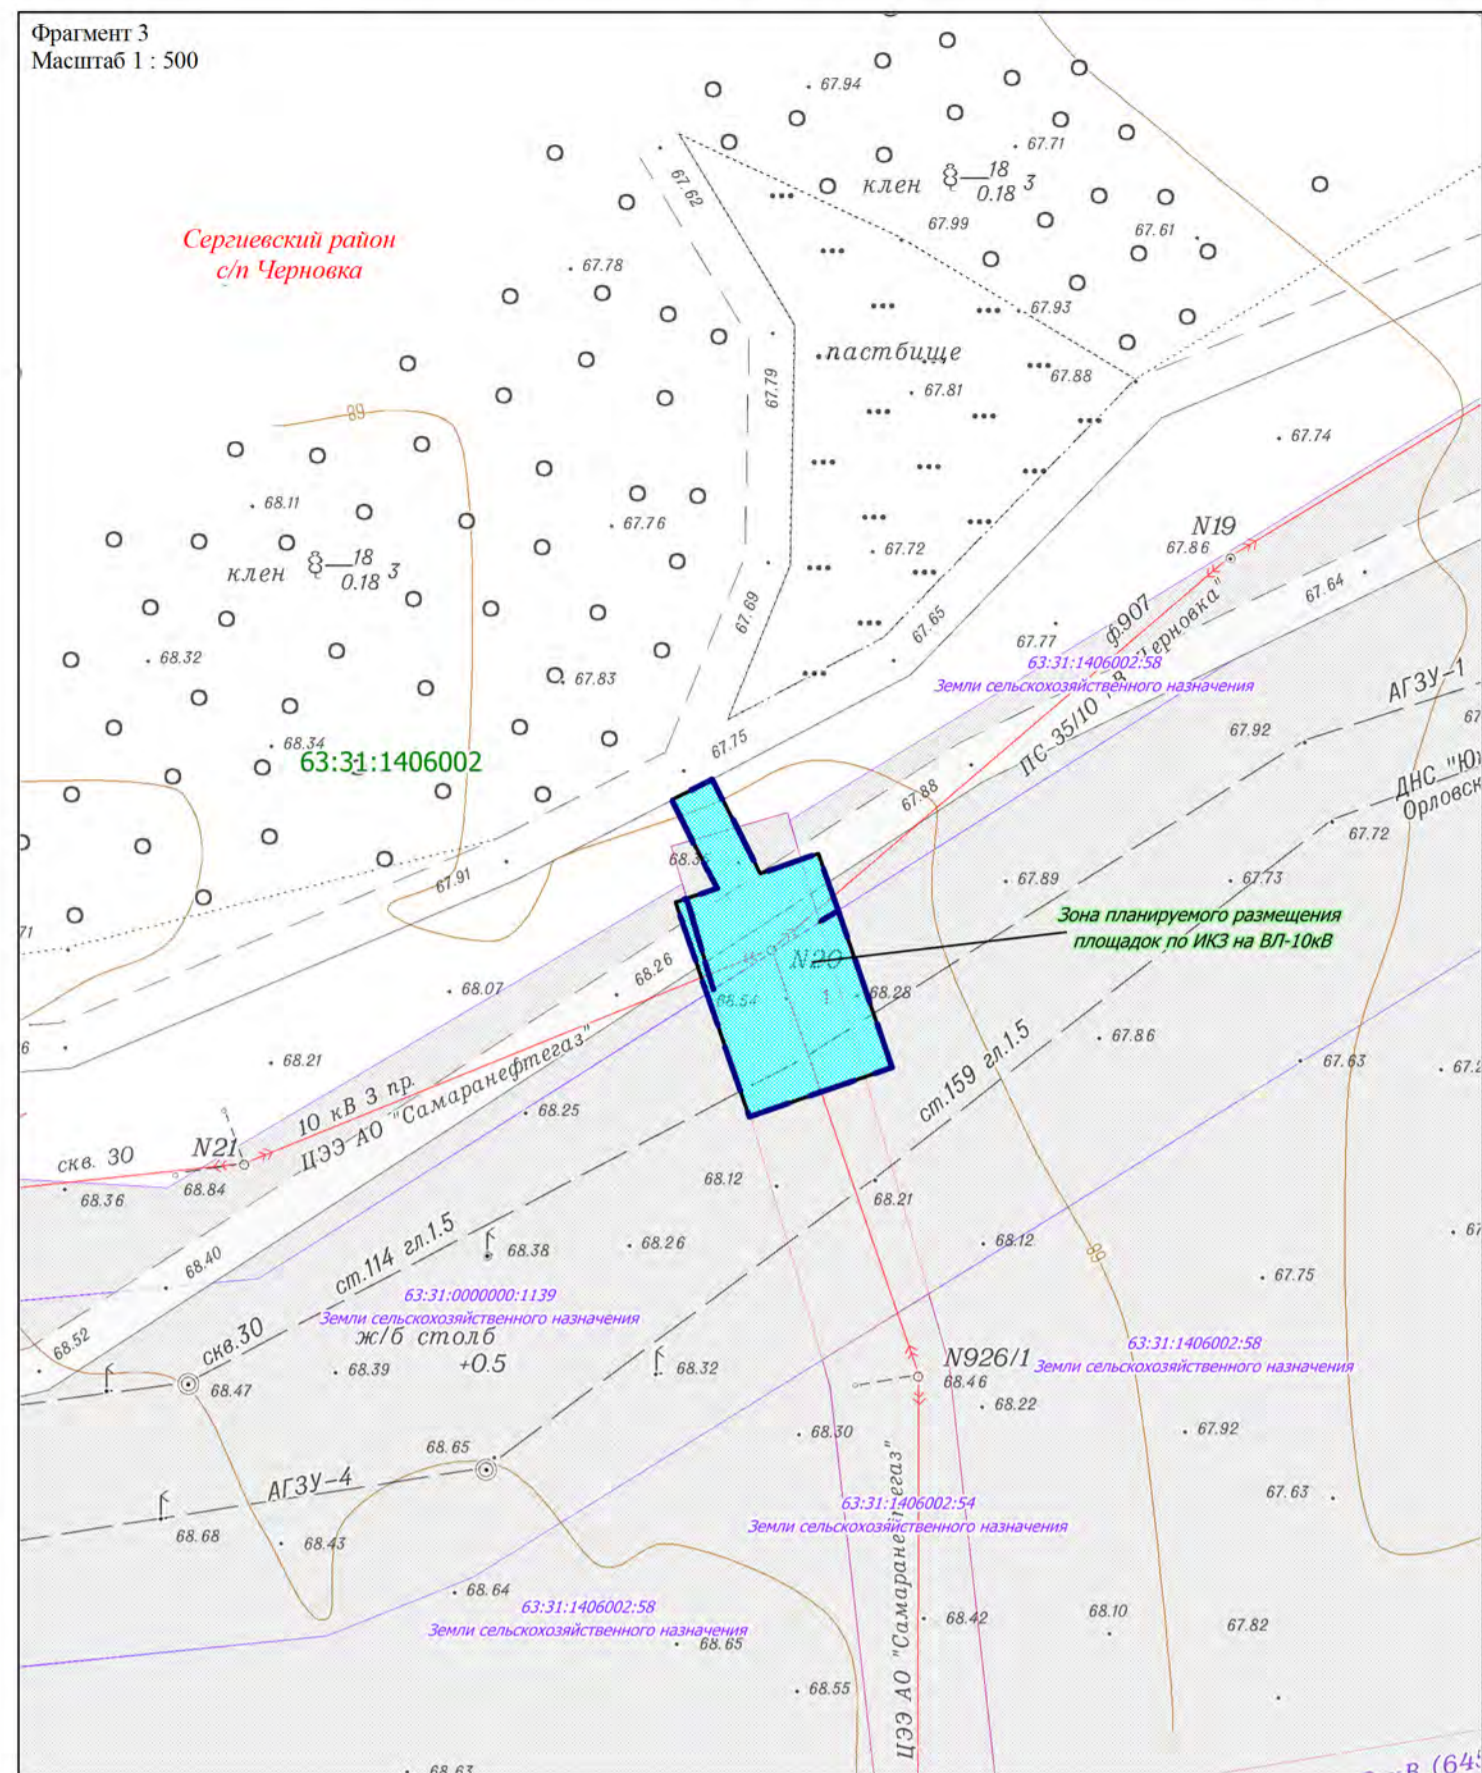 Фрагмент 3
Масштаб 1 : 500
67.94
67.71
клен 18
0.18 3
67.62
67.99
67.61
Сергиевский район
с/п Черновка
67.78
67.93
пастбище
67.88
67.79
67.81
67.74
68.11
67.76
N19
67.86
67.72
клен 18
0.18 3
67.64
67.69
67.65
ф.907
67.77
68.32
63:31:1406002:58
Земли сельскохозяйственного назначения
67.83
АГЗУ-1
ПС-35/10
"Черновка"
67.92
68.34
67.75
63:31:1406002
67.88
ДНС "Ю
Орловск
67.72
67.91
67.89
67.73
Зона планируемого размещения
площадок по ИКЗ на ВЛ-10кВ
N20
68.26
68.07
68.54
1
68.28
67.86
67.63
68.21
ст.159 гл.1.5
10 кВ 3 пр.
ЦЭЭ АО "Самаранефтегаз"
68.25
N21
скв. 30
68.36
68.84
68.12
68.21
68.26
68.12
68.38
68.40
ст.114 гл.1.5
68
67.75
63:31:0000000:1139
Земли сельскохозяйственного назначения
ж/б столб
+0.5
скв.30
68.52
68.47
68.39
68.32
N926/1
68.46
63:31:1406002:58
Земли сельскохозяйственного назначения
68.22
67.92
68.30
68.65
АГЗУ-4
67.63
63:31:1406002:54
Земли сельскохозяйственного назначения
68.68
68.43
68.64
63:31:1406002:58
Земли сельскохозяйственного назначения
68.65
68.42
68.10
67.82
68.55
ЦЭЭ АО "Самаранефтегаз"
68.63